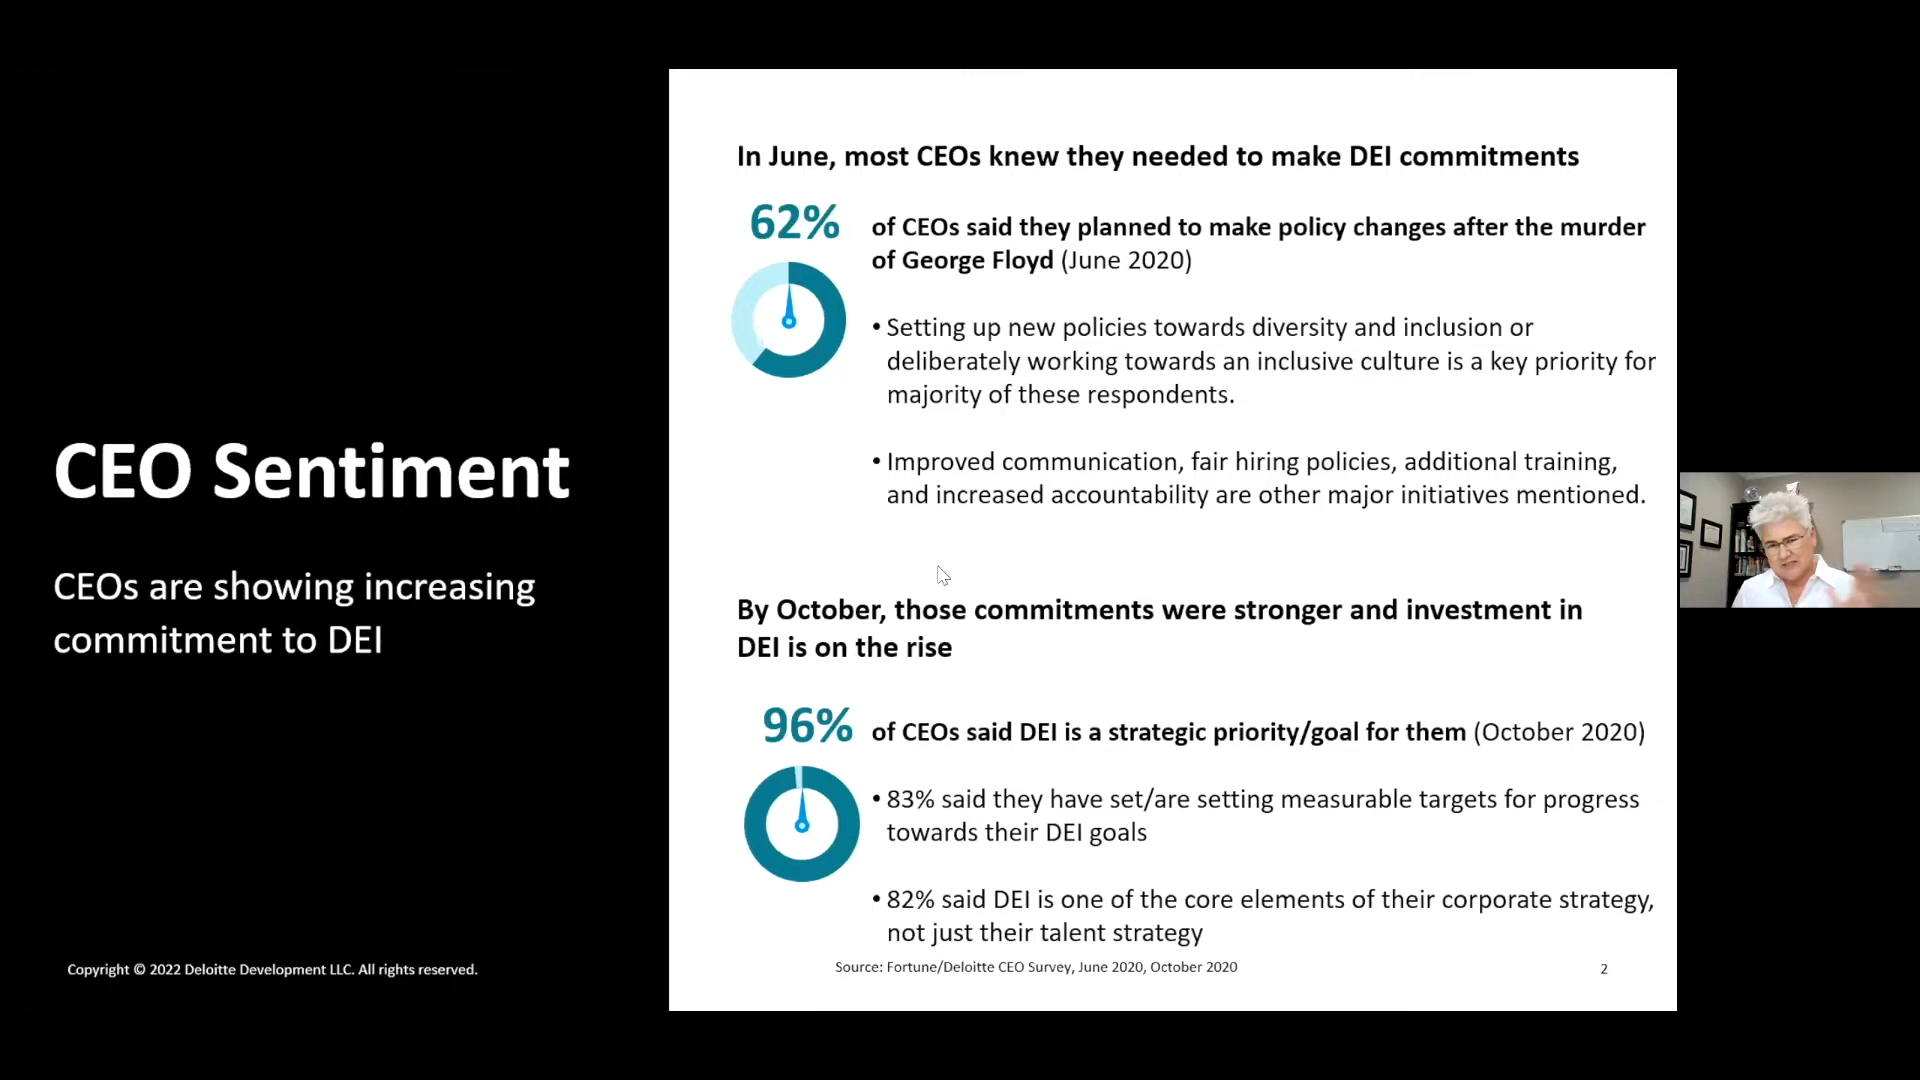 CEO Sentiment
CEOs are showing increasing
commitment to DEI
Copyright © 2022 Deloitte Development LLC. All rights reserved.
In June, most CEOs knew they needed to make DEI commitments
62%
of CEOs said they planned to make policy changes after the murder
of George Floyd (June 2020)
• Setting up new policies towards diversity and inclusion or
deliberately working towards an inclusive culture is a key priority for
majority of these respondents.
• Improved communication, fair hiring policies, additional training,
and increased accountability are other major initiatives mentioned.
By October, those commitments were stronger and investment in
DEI is on the rise
96%
of CEOs said DEI is a strategic priority/goal for them (October 2020)
• 83% said they have set/are setting measurable targets for progress
towards their DEI goals
• 82% said DEI is one of the core elements of their corporate strategy,
not just their talent strategy
Source: Fortune/Deloitte CEO Survey, June 2020, October 2020
2